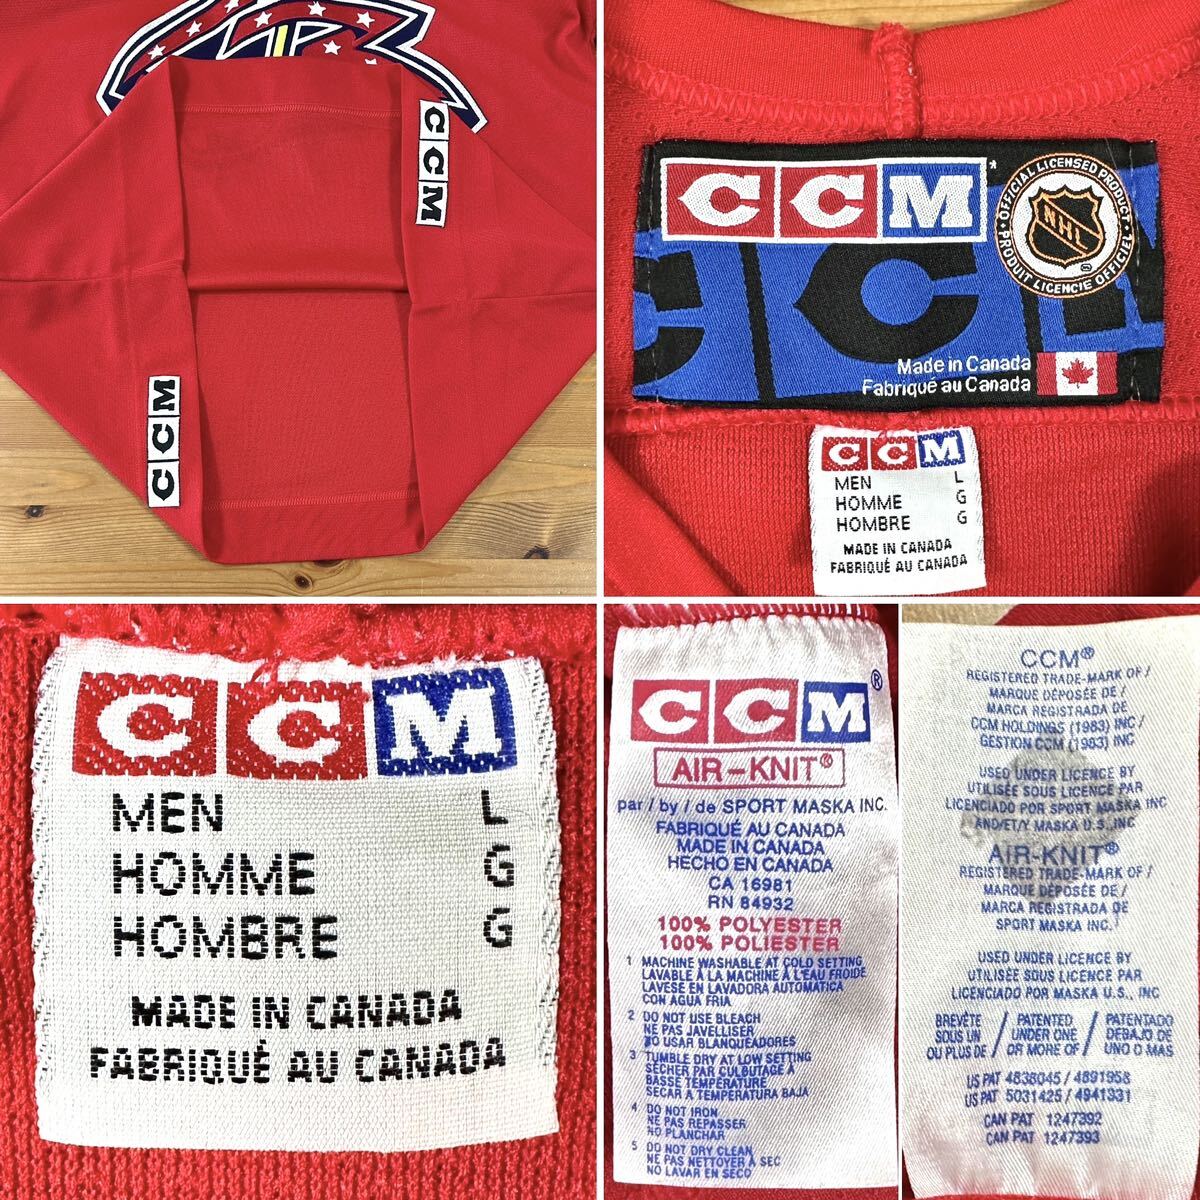 CCM
CCM
CCM
OFFICIAL LICENSED PRODUCT
NHL
PRODUIT LICENCIE OFFICIEL
Made in Canada
Fabriqué au Canada
CCM
MEN L
HOMME G
HOMBRE G
MADE IN CANADA
FABRIQUÉ AU CANADA
CCM
MEN L
HOMME G
HOMBRE G
MADE IN CANADA
FABRIQUÉ AU CANADA
CCM®
AIR-KNIT®
par / by / de SPORT MASKA INC.
FABRIQUÉ AU CANADA
MADE IN CANADA
HECHO EN CANADA
CA 16981
RN 84932
100% POLYESTER
100% POLIESTER
1 MACHINE WASHABLE AT COLD SETTING
LAVABLE À LA MACHINE À L'EAU FROIDE
LAVESE EN LAVADORA AUTOMATICA
CON AGUA FRIA
2 DO NOT USE BLEACH
NE PAS JAVELLISER
NO USAR BLANQUEADORES
3 TUMBLE DRY AT LOW SETTING
SÉCHER PAR CULBUTAGE À
BASSE TEMPÉRATURE
SECAR A TEMPERATURA BAJA
4 DO NOT IRON
NE PAS REPASSER
NO PLANCHAR
5 DO NOT DRY CLEAN
NE PAS NETTOYER À SEC
NO LAVAR EN SECO
CCM®
REGISTERED TRADE-MARK OF /
MARQUE DÉPOSÉE DE /
MARCA REGISTRADA DE
CCM HOLDINGS (1983) INC /
GESTION CCM (1983) INC
USED UNDER LICENCE BY
UTILISÉE SOUS LICENCE PAR
LICENCIADO POR SPORT MASKA INC
AND/ET/Y MASKA U.S., INC
AIR-KNIT®
REGISTERED TRADE-MARK OF /
MARQUE DÉPOSÉE DE /
MARCA REGISTRADA DE
SPORT MASKA INC.
USED UNDER LICENCE BY
UTILISÉE SOUS LICENCE PAR
LICENCIADO POR MASKA U.S., INC
BREVÊTE / PATENTED / PATENTADO
SOUS UN / UNDER ONE / DEBAJO DE
OU PLUS DE / OR MORE OF / UNO O MAS
US PAT 4838045 / 4891958
US PAT 5031425 / 4941331
CAN PAT 1247392
CAN PAT 1247393